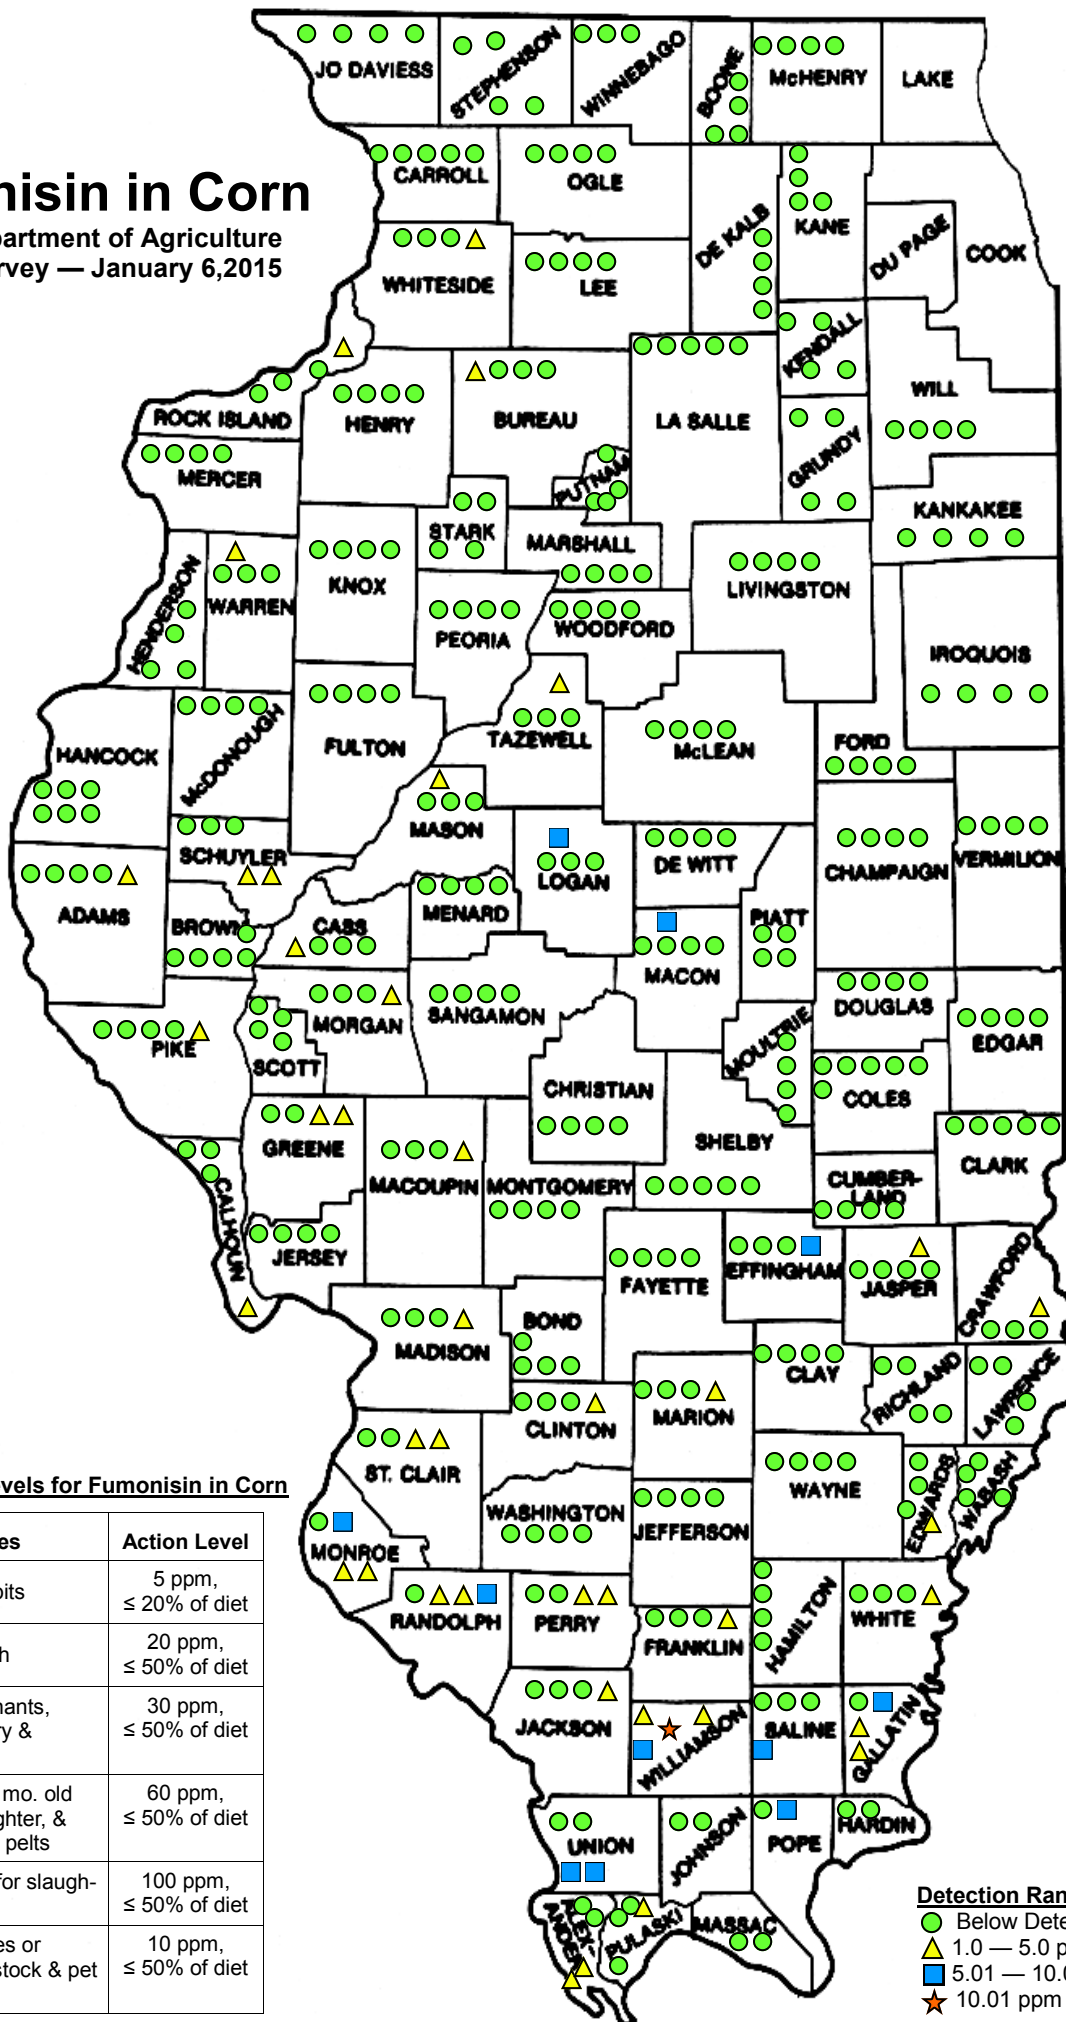 nisin in Corn
partment of Agriculture
rvey — January 6,2015
JO DAVIESS
STEPHENSON
WINNEBAGO
BOONE
McHENRY
LAKE
CARROLL
OGLE
DE KALB
KANE
DU PAGE
COOK
WHITESIDE
LEE
KENDALL
WILL
ROCK ISLAND
HENRY
BUREAU
LA SALLE
GRUNDY
MERCER
PUTNAM
KANKAKEE
STARK
MARSHALL
HENDERSON
WARREN
KNOX
LIVINGSTON
PEORIA
WOODFORD
IROQUOIS
HANCOCK
McDONOUGH
FULTON
TAZEWELL
McLEAN
FORD
MASON
SCHUYLER
LOGAN
DE WITT
CHAMPAIGN
VERMILION
ADAMS
BROWN
CASS
MENARD
PIATT
MACON
PIKE
SCOTT
MORGAN
SANGAMON
MOULTRIE
DOUGLAS
EDGAR
CHRISTIAN
COLES
GREENE
SHELBY
CALHOUN
MACOUPIN
MONTGOMERY
CUMBER-
LAND
CLARK
JERSEY
FAYETTE
EFFINGHAM
JASPER
CRAWFORD
MADISON
BOND
CLAY
RICHLAND
LAWRENCE
CLINTON
MARION
ST. CLAIR
WAYNE
EDWARDS
WABASH
WASHINGTON
JEFFERSON
MONROE
RANDOLPH
PERRY
FRANKLIN
HAMILTON
WHITE
JACKSON
WILLIAMSON
SALINE
GALLATIN
UNION
JOHNSON
POPE
HARDIN
ALEX-
ANDER
PULASKI
MASSAC
vels for Fumonisin in Corn
es Action Level
bits 5 ppm,
≤ 20% of diet
h 20 ppm,
≤ 50% of diet
nants, 30 ppm,
ry & ≤ 50% of diet
mo. old 60 ppm,
ghter, & ≤ 50% of diet
pelts
for slaugh- 100 ppm,
≤ 50% of diet
es or 10 ppm,
stock & pet ≤ 50% of diet
Detection Ran
Below Dete
1.0 — 5.0 p
5.01 — 10.0
10.01 ppm